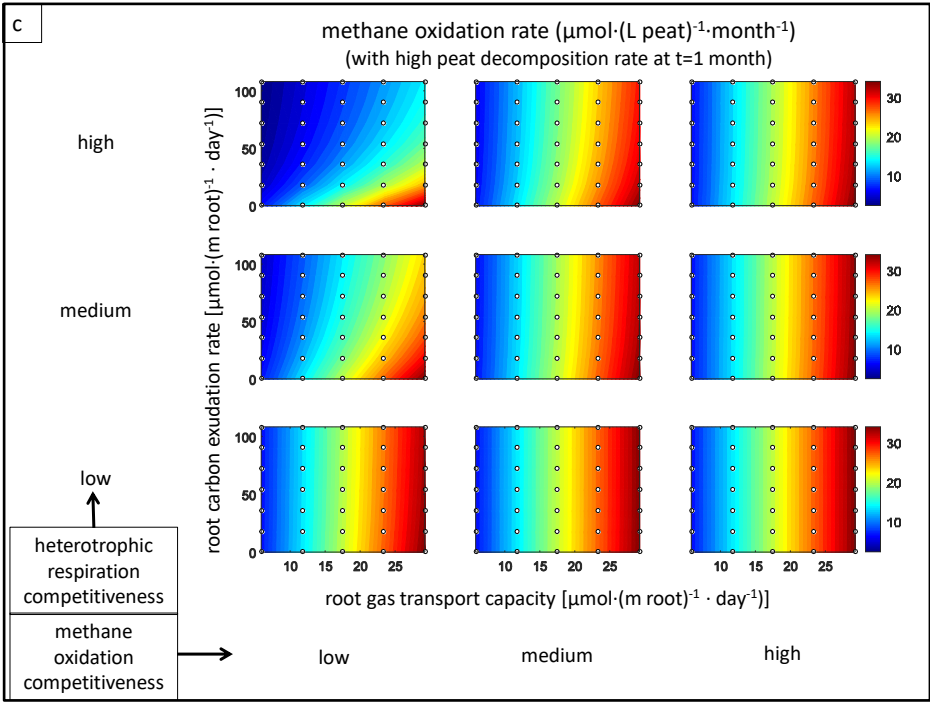 c
methane oxidation rate (µmol·(L peat)⁻¹·month⁻¹)
(with high peat decomposition rate at t=1 month)
high
medium
low
heterotrophic
respiration
competitiveness
methane
oxidation
competitiveness
root carbon exudation rate [µmol·(m root)⁻¹ · day⁻¹)]
100
50
0
30
20
10
100
50
0
30
20
10
100
50
0
30
20
10
10 15 20 25
10 15 20 25
10 15 20 25
root gas transport capacity [µmol·(m root)⁻¹ · day⁻¹)]
low
medium
high